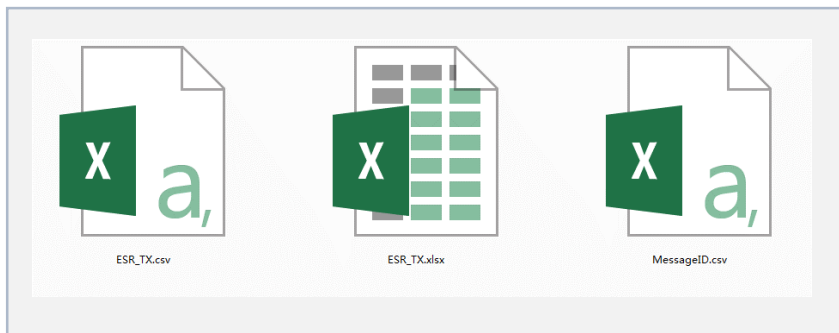 X a, X X a,
ESR_TX.csv ESR_TX.xlsx MessageID.csv